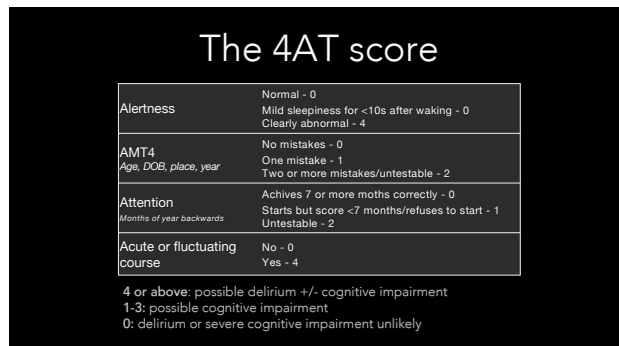 The 4AT score
Alertness
Normal - 0
Mild sleepiness for <10s after waking - 0
Clearly abnormal - 4
AMT4
Age, DOB, place, year
No mistakes - 0
One mistake - 1
Two or more mistakes/untestable - 2
Attention
Months of year backwards
Achives 7 or more moths correctly - 0
Starts but score <7 months/refuses to start - 1
Untestable - 2
Acute or fluctuating
course
No - 0
Yes - 4
4 or above: possible delirium +/- cognitive impairment
1-3: possible cognitive impairment
0: delirium or severe cognitive impairment unlikely